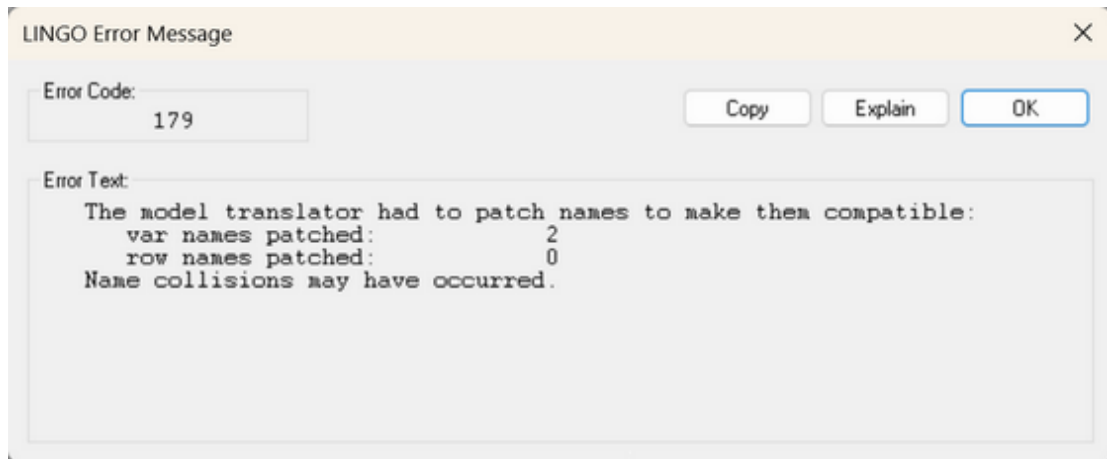 LINGO Error Message
Error Code:
179
Copy Explain OK
Error Text:
The model translator had to patch names to make them compatible:
var names patched: 2
row names patched: 0
Name collisions may have occurred.